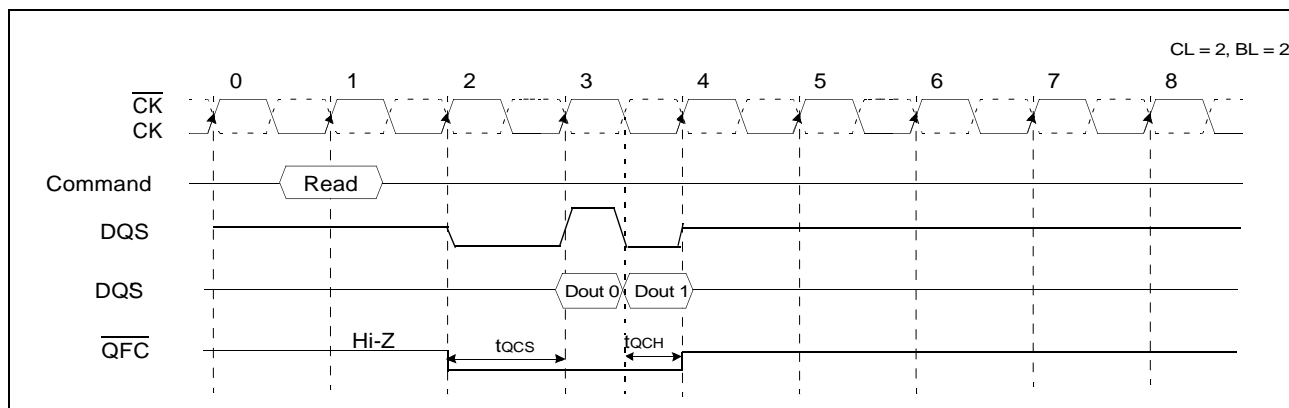 CL = 2, BL = 2
0 1 2 3 4 5 6 7 8
CK
CK
Command Read
DQS
DQS Dout 0 Dout 1
QFC Hi-Z tQCS tQCH